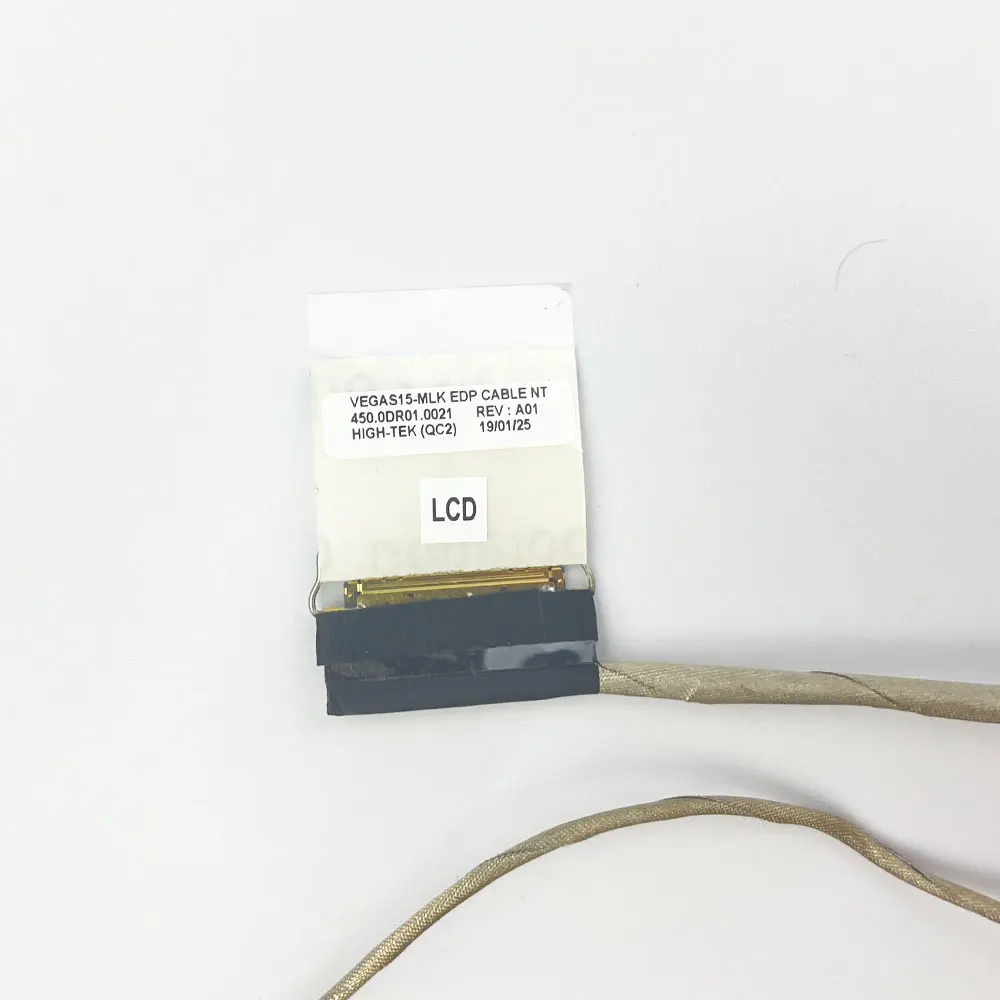 VEGAS15-MLK EDP CABLE NT
450.0DR01.0021 REV : A01
HIGH-TEK (QC2) 19/01/25
LCD